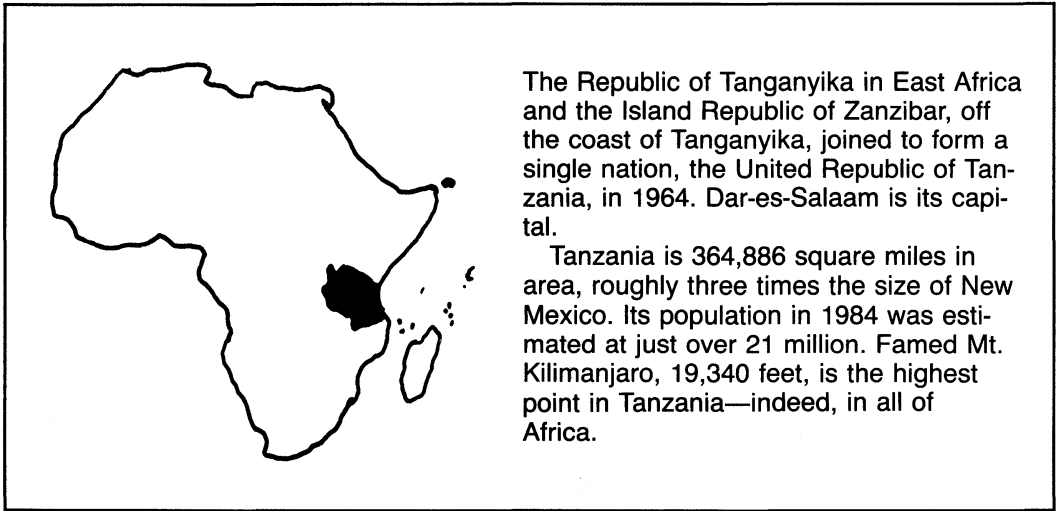 The Republic of Tanganyika in East Africa
and the Island Republic of Zanzibar, off
the coast of Tanganyika, joined to form a
single nation, the United Republic of Tan-
zania, in 1964. Dar-es-Salaam is its capi-
tal.
Tanzania is 364,886 square miles in
area, roughly three times the size of New
Mexico. Its population in 1984 was esti-
mated at just over 21 million. Famed Mt.
Kilimanjaro, 19,340 feet, is the highest
point in Tanzania—indeed, in all of
Africa.